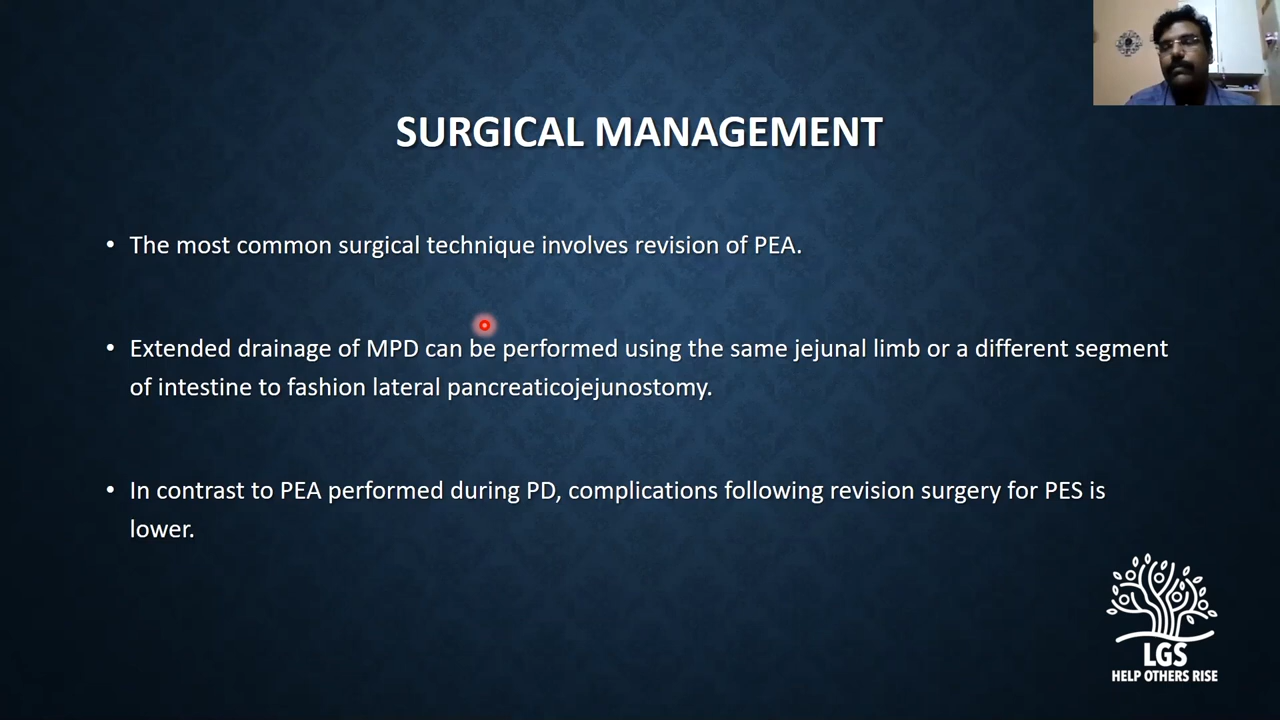 SURGICAL MANAGEMENT
• The most common surgical technique involves revision of PEA.
• Extended drainage of MPD can be performed using the same jejunal limb or a different segment
of intestine to fashion lateral pancreaticojejunostomy.
• In contrast to PEA performed during PD, complications following revision surgery for PES is
lower.
LGS
HELP OTHERS RISE